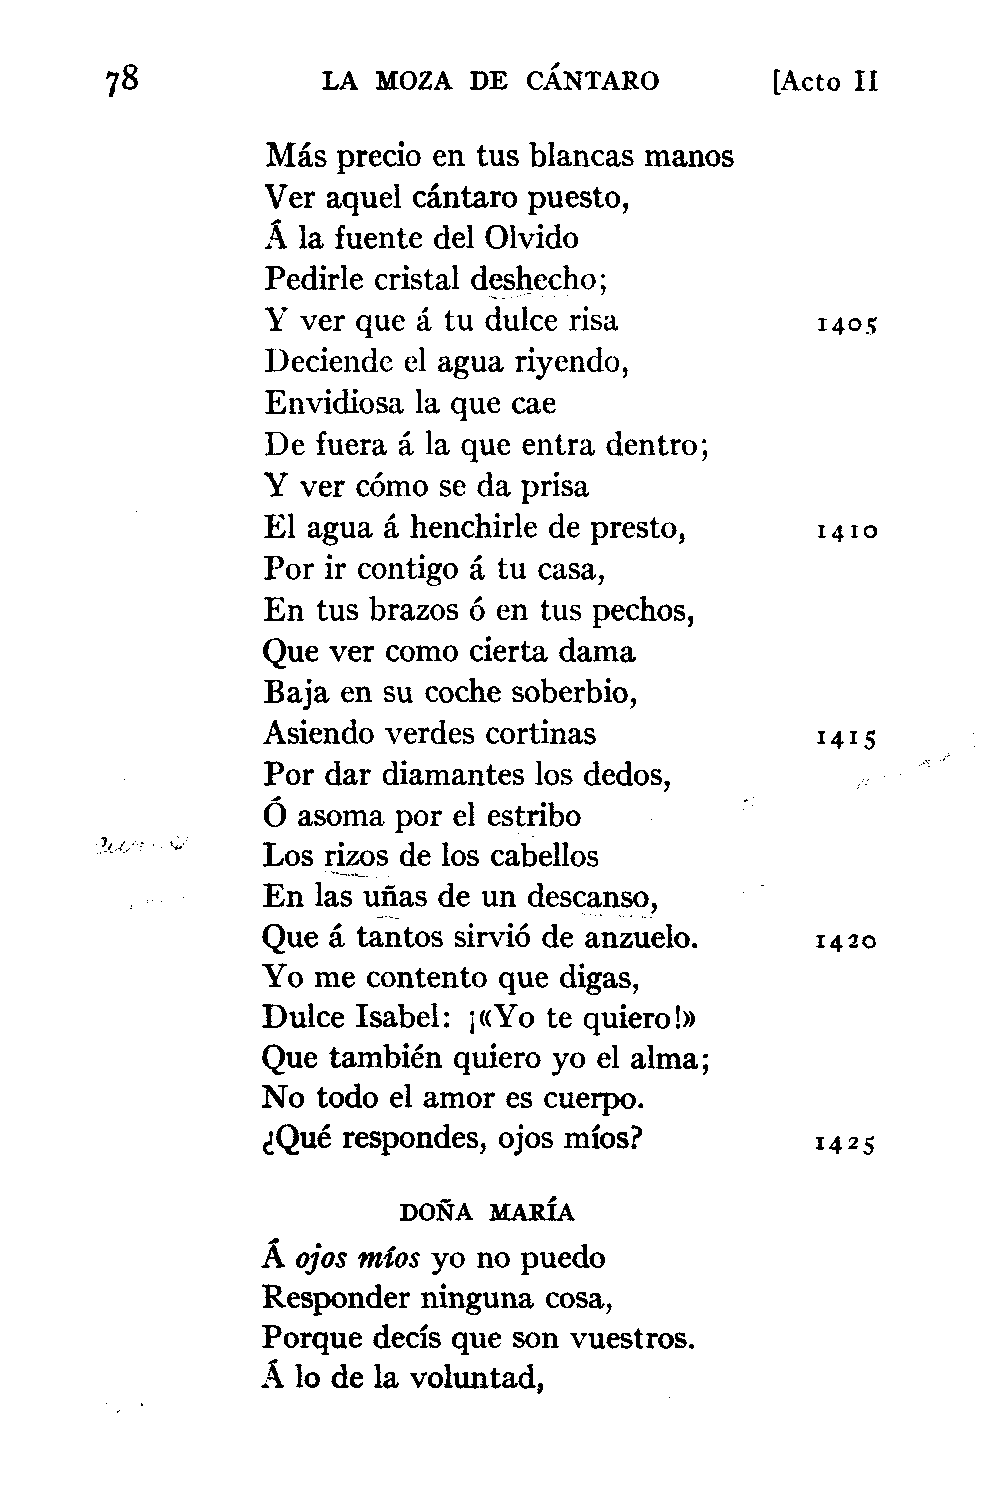 78 LA MOZA DE CÁNTARO [Acto II
Más precio en tus blancas manos
Ver aquel cántaro puesto,
Á la fuente del Olvido
Pedirle cristal deshecho;
Y ver que á tu dulce risa 1405
Deciende el agua riyendo,
Envidiosa la que cae
De fuera á la que entra dentro;
Y ver cómo se da prisa
El agua á henchirle de presto, 1410
Por ir contigo á tu casa,
En tus brazos ó en tus pechos,
Que ver como cierta dama
Baja en su coche soberbio,
Asiendo verdes cortinas 1415
Por dar diamantes los dedos,
Ó asoma por el estribo
Los rizos de los cabellos
En las uñas de un descanso,
Que á tantos sirvió de anzuelo. 1420
Yo me contento que digas,
Dulce Isabel: ¡«Yo te quiero!»
Que también quiero yo el alma;
No todo el amor es cuerpo.
¿Qué respondes, ojos míos? 1425
DOÑA MARÍA
Á ojos míos yo no puedo
Responder ninguna cosa,
Porque decís que son vuestros.
Á lo de la voluntad,